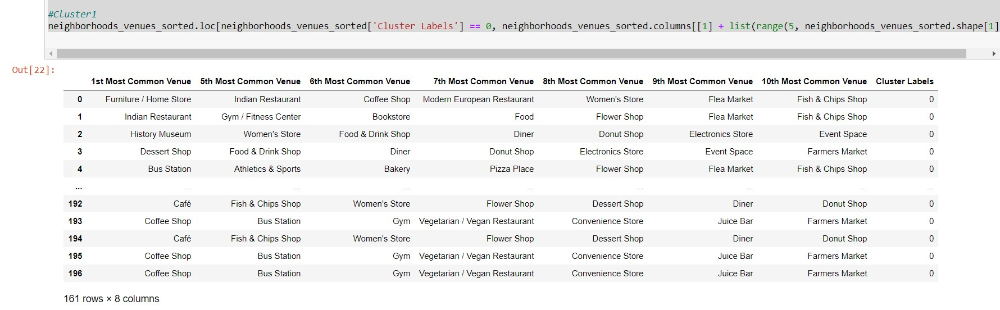 #Cluster1
neighborhoods_venues_sorted.loc[neighborhoods_venues_sorted['Cluster Labels'] == 0, neighborhoods_venues_sorted.columns[[1] + list(range(5, neighborhoods_venues_sorted.shape[1]
Out[22]:
1st Most Common Venue 5th Most Common Venue 6th Most Common Venue 7th Most Common Venue 8th Most Common Venue 9th Most Common Venue 10th Most Common Venue Cluster Labels
0 Furniture / Home Store Indian Restaurant Coffee Shop Modern European Restaurant Women's Store Flea Market Fish & Chips Shop 0
1 Indian Restaurant Gym / Fitness Center Bookstore Food Flower Shop Flea Market Fish & Chips Shop 0
2 History Museum Women's Store Food & Drink Shop Diner Donut Shop Electronics Store Event Space 0
3 Dessert Shop Food & Drink Shop Diner Donut Shop Electronics Store Event Space Farmers Market 0
4 Bus Station Athletics & Sports Bakery Pizza Place Flower Shop Flea Market Fish & Chips Shop 0
... ... ... ... ... ... ... ... ...
192 Café Fish & Chips Shop Women's Store Flower Shop Dessert Shop Diner Donut Shop 0
193 Coffee Shop Bus Station Gym Vegetarian / Vegan Restaurant Convenience Store Juice Bar Farmers Market 0
194 Café Fish & Chips Shop Women's Store Flower Shop Dessert Shop Diner Donut Shop 0
195 Coffee Shop Bus Station Gym Vegetarian / Vegan Restaurant Convenience Store Juice Bar Farmers Market 0
196 Coffee Shop Bus Station Gym Vegetarian / Vegan Restaurant Convenience Store Juice Bar Farmers Market 0
161 rows × 8 columns